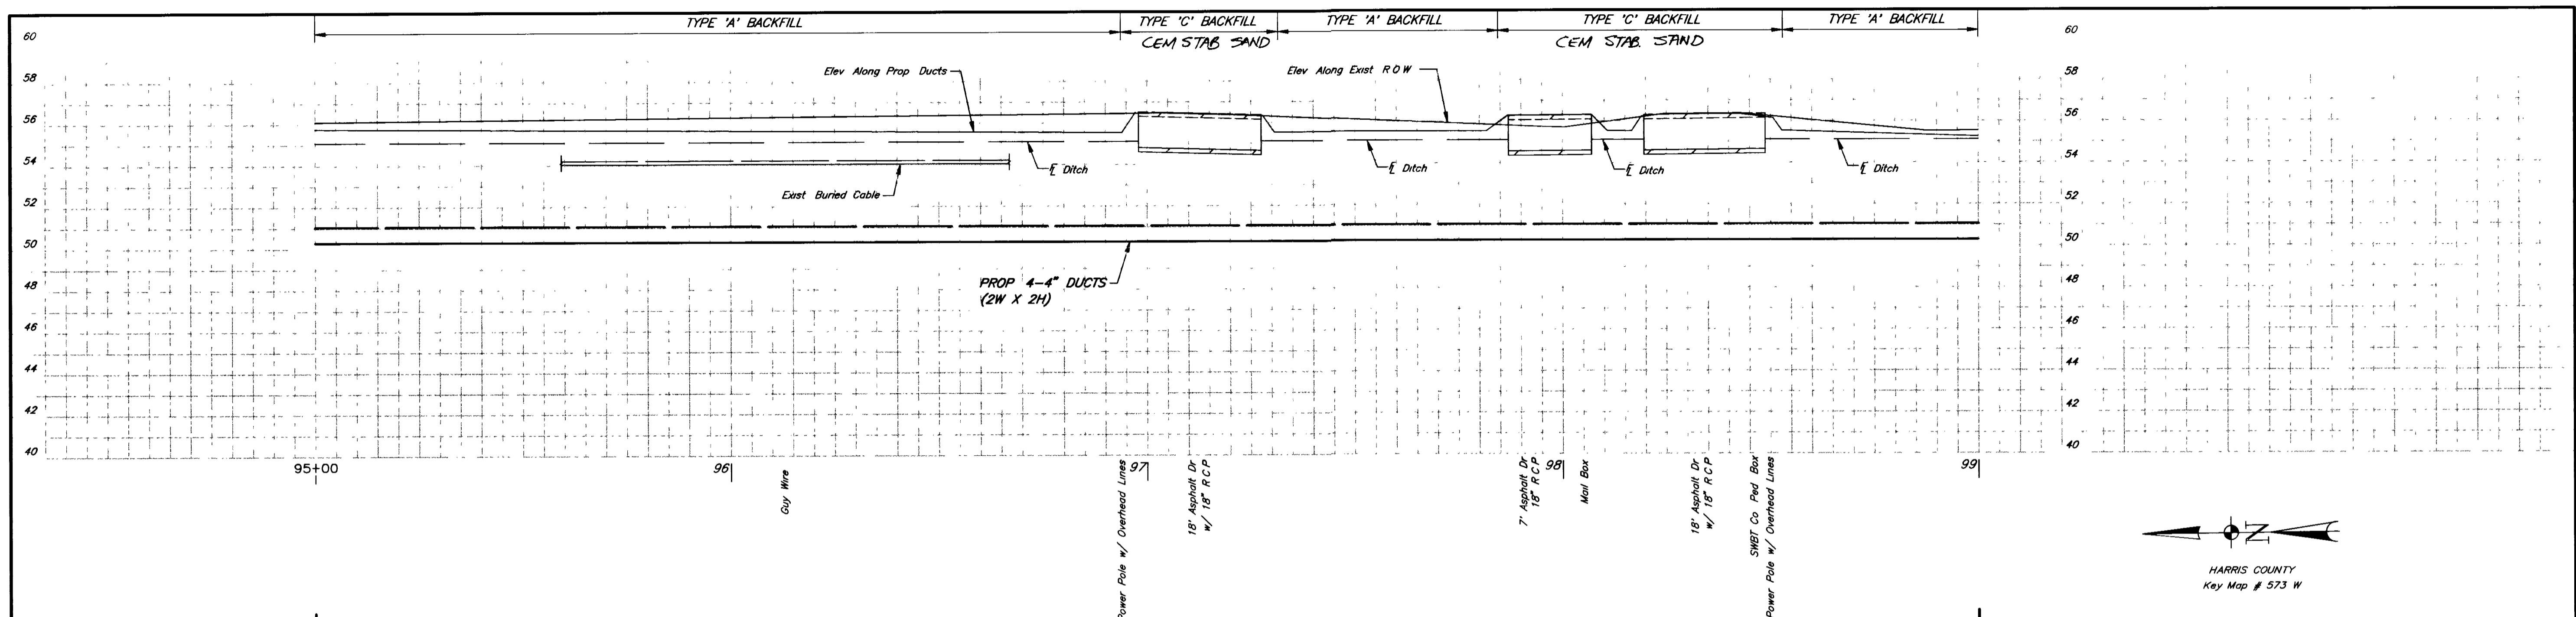 TYPE 'A' BACKFILL
TYPE 'C' BACKFILL
TYPE 'A' BACKFILL
TYPE 'C' BACKFILL
TYPE 'A' BACKFILL
CEM STAB SAND
CEM STAB. SAND
60
58
56
54
52
50
48
46
44
42
40
60
58
56
54
52
50
48
46
44
42
40
Elev Along Prop Ducts
Elev Along Exist R O W
℄ Ditch
℄ Ditch
℄ Ditch
℄ Ditch
Exist Buried Cable
PROP 4-4" DUCTS
(2W X 2H)
95+00
96
97
98
99
Guy Wire
Power Pole w/ Overhead Lines
18' Asphalt Dr
w/ 18" R C P
7' Asphalt Dr
18" R C P
Mail Box
18' Asphalt Dr
w/ 18" R C P
SWBT Co Ped Box
Power Pole w/ Overhead Lines
N
HARRIS COUNTY
Key Map # 573 W